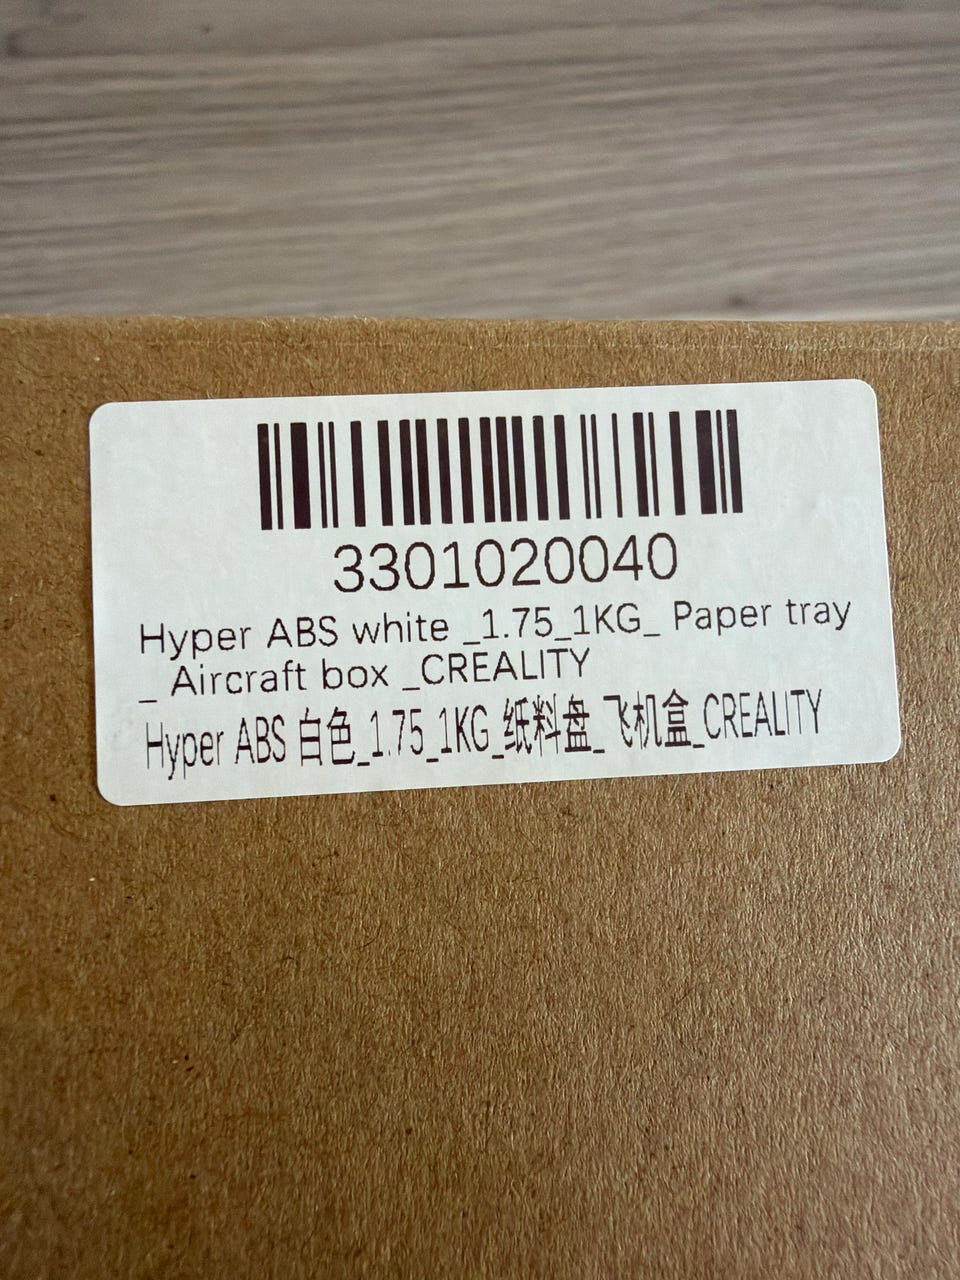 3301020040
Hyper ABS white _1.75_1KG_ Paper tray
_ Aircraft box _CREALITY
Hyper ABS 白色_1.75_1KG_纸料盘_飞机盒_CREALITY